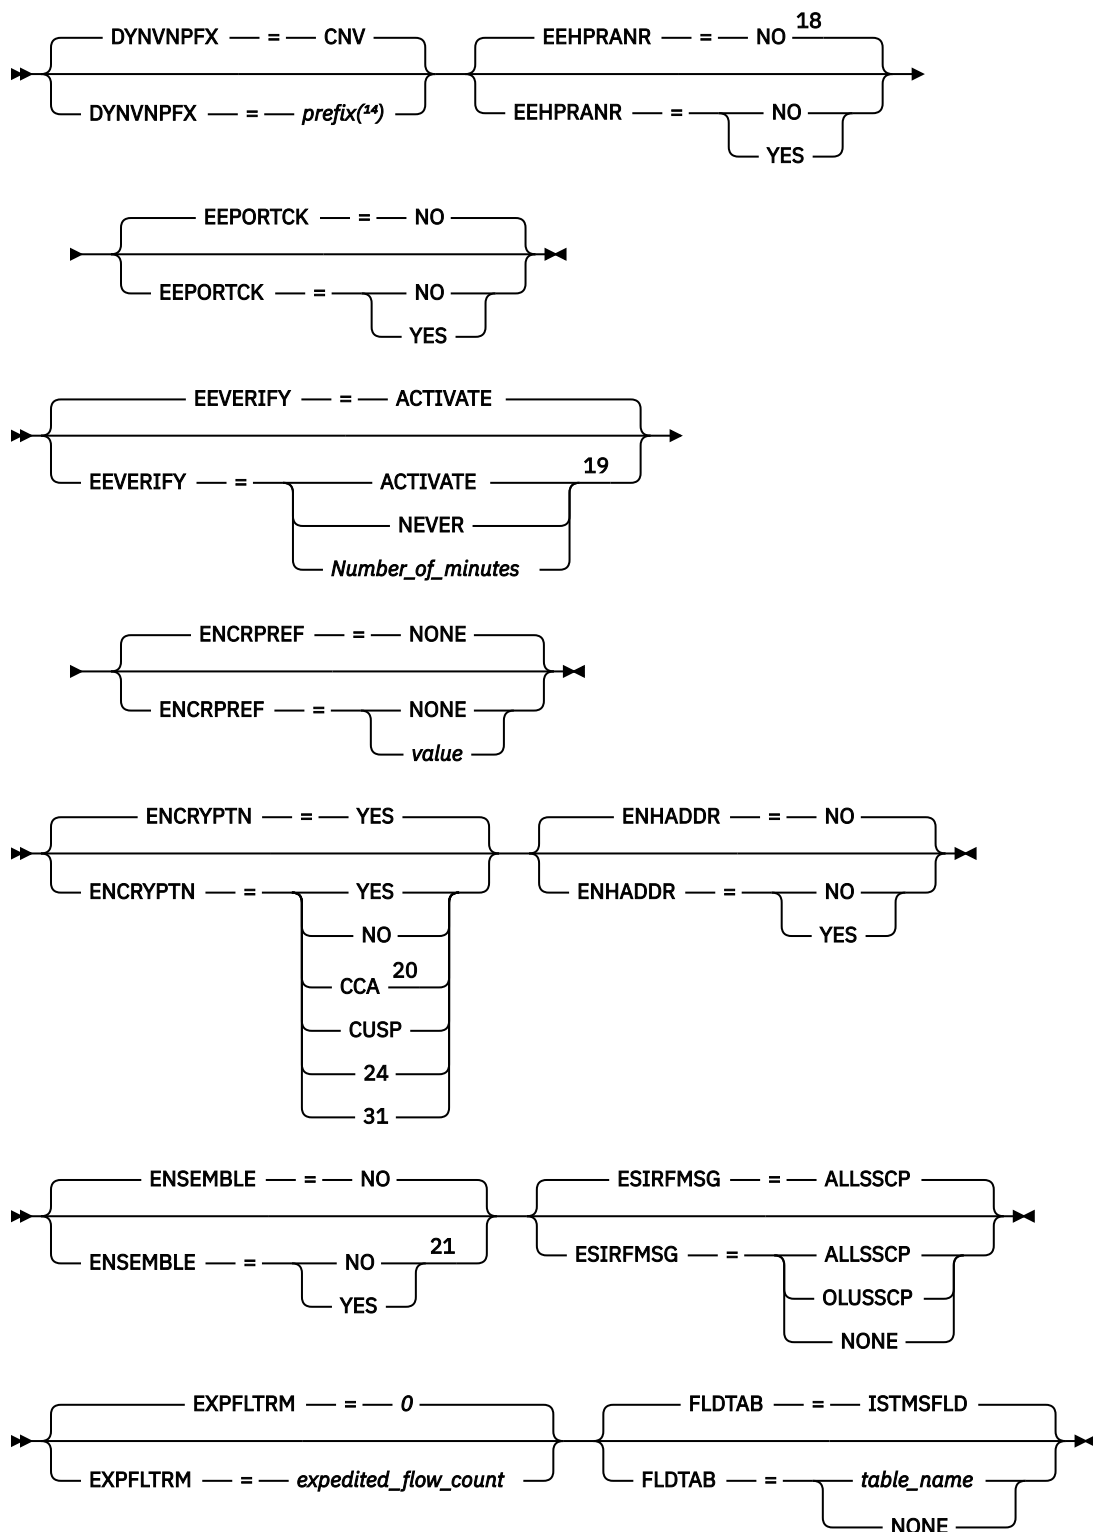 DYNVNPFX = CNV EEHPRANR = NO 18
DYNVNPFX = prefix(¹⁴) EEHPRANR = NO
YES
EEPORTCK = NO
EEPORTCK = NO
YES
EEVERIFY = ACTIVATE
19
EEVERIFY = ACTIVATE
NEVER
Number_of_minutes
ENCRPREF = NONE
ENCRPREF = NONE
value
ENCRYPTN = YES ENHADDR = NO
ENCRYPTN = YES ENHADDR = NO
NO YES
CCA 20
CUSP
24
31
ENSEMBLE = NO ESIRFMSG = ALLSSCP
ENSEMBLE = NO 21 ESIRFMSG = ALLSSCP
YES OLUSSCP
NONE
EXPFLTRM = 0 FLDTAB = ISTMSFLD
EXPFLTRM = expedited_flow_count FLDTAB = table_name
NONE